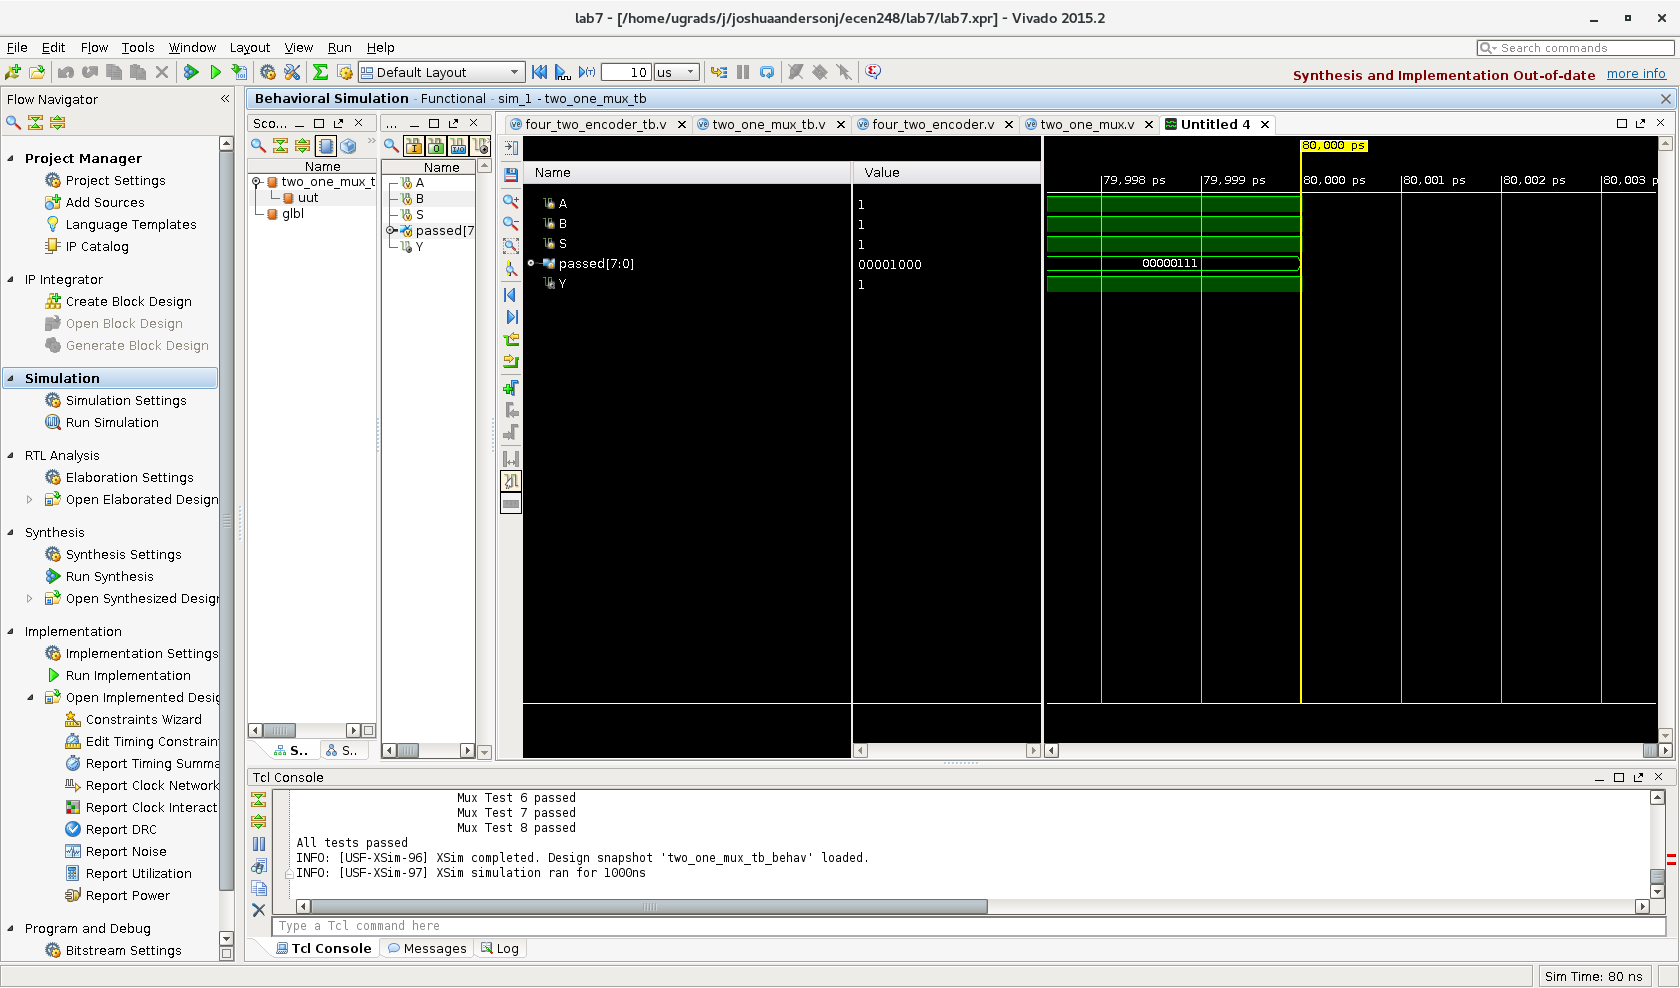 lab7 - [/home/ugrads/j/joshuaandersonj/ecen248/lab7/lab7.xpr] - Vivado 2015.2
File Edit Flow Tools Window Layout View Run Help
Search commands
Default Layout 10 us
Synthesis and Implementation Out-of-date more info
Flow Navigator
Project Manager
Project Settings
Add Sources
Language Templates
IP Catalog
IP Integrator
Create Block Design
Open Block Design
Generate Block Design
Simulation
Simulation Settings
Run Simulation
RTL Analysis
Elaboration Settings
Open Elaborated Design
Synthesis
Synthesis Settings
Run Synthesis
Open Synthesized Design
Implementation
Implementation Settings
Run Implementation
Open Implemented Desig
Constraints Wizard
Edit Timing Constrain
Report Timing Summa
Report Clock Network
Report Clock Interact
Report DRC
Report Noise
Report Utilization
Report Power
Program and Debug
Bitstream Settings
Behavioral Simulation - Functional - sim_1 - two_one_mux_tb
Sco...
Name
two_one_mux_t
uut
glbl
S..
S..
...
Name
A
B
S
passed[7
Y
four_two_encoder_tb.v two_one_mux_tb.v four_two_encoder.v two_one_mux.v Untitled 4
Name Value
A 1
B 1
S 1
passed[7:0] 00001000
Y 1
80,000 ps
79,998 ps 79,999 ps 80,000 ps 80,001 ps 80,002 ps 80,003 p
00000111
Tcl Console
Mux Test 6 passed
Mux Test 7 passed
Mux Test 8 passed
All tests passed
INFO: [USF-XSim-96] XSim completed. Design snapshot 'two_one_mux_tb_behav' loaded.
INFO: [USF-XSim-97] XSim simulation ran for 1000ns
Type a Tcl command here
Tcl Console Messages Log
Sim Time: 80 ns